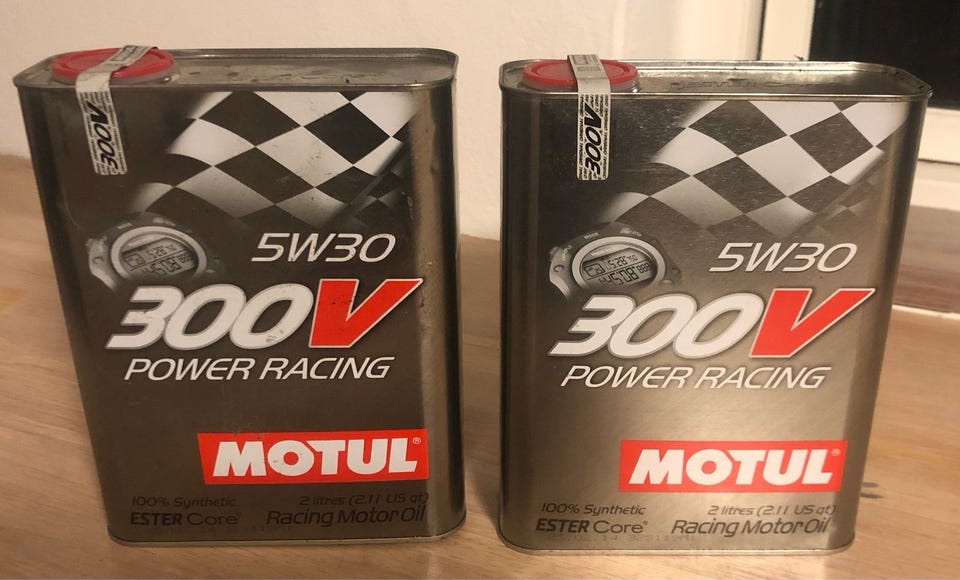 300V
5W30
300V
POWER RACING
MOTUL®
100% Synthetic 2 litres (2.11 US qt)
ESTER Core® Racing Motor Oil
300V
5W30
300V
POWER RACING
MOTUL®
100% Synthetic 2 litres (2.11 US qt)
ESTER Core® Racing Motor Oil